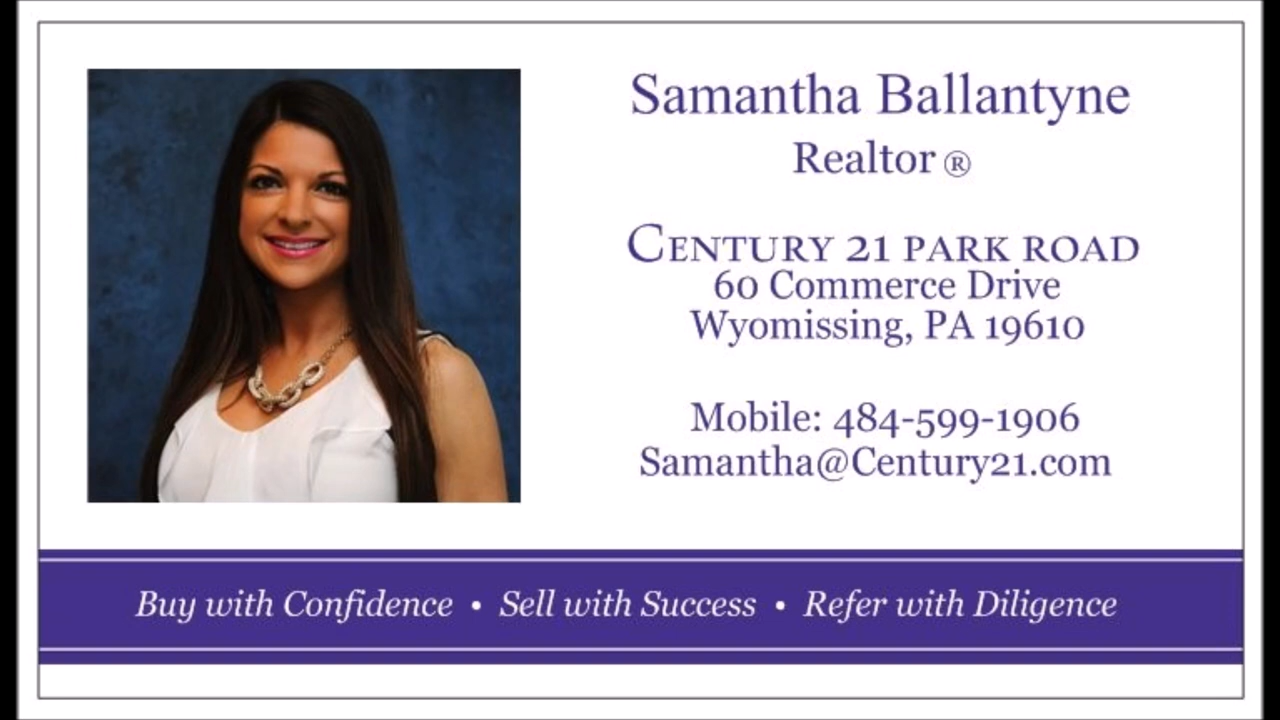 Samantha Ballantyne
Realtor ®
CENTURY 21 PARK ROAD
60 Commerce Drive
Wyomissing, PA 19610
Mobile: 484-599-1906
Samantha@Century21.com
Buy with Confidence • Sell with Success • Refer with Diligence